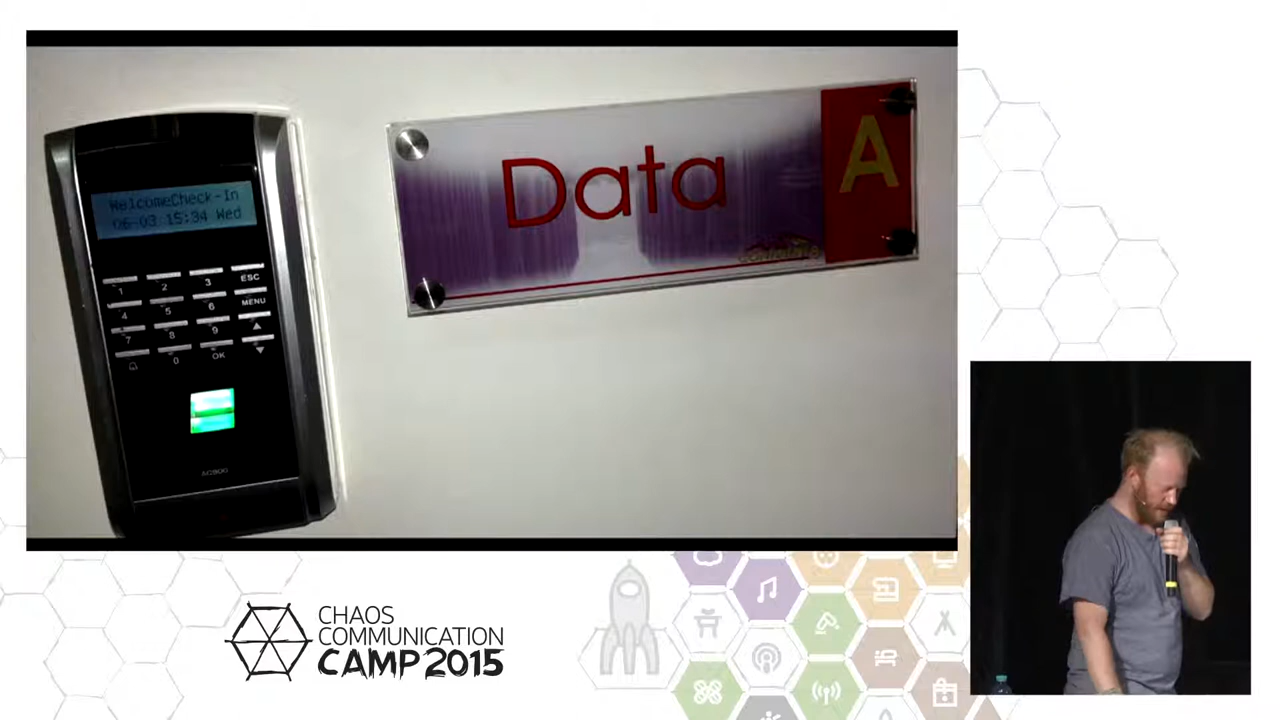 WelcomeCheck-In
06-03 15:34 Wed
1 2 3 ESC
4 5 6 MENU
7 8 9
0 OK
Data A
CHAOS
COMMUNICATION
CAMP 2015